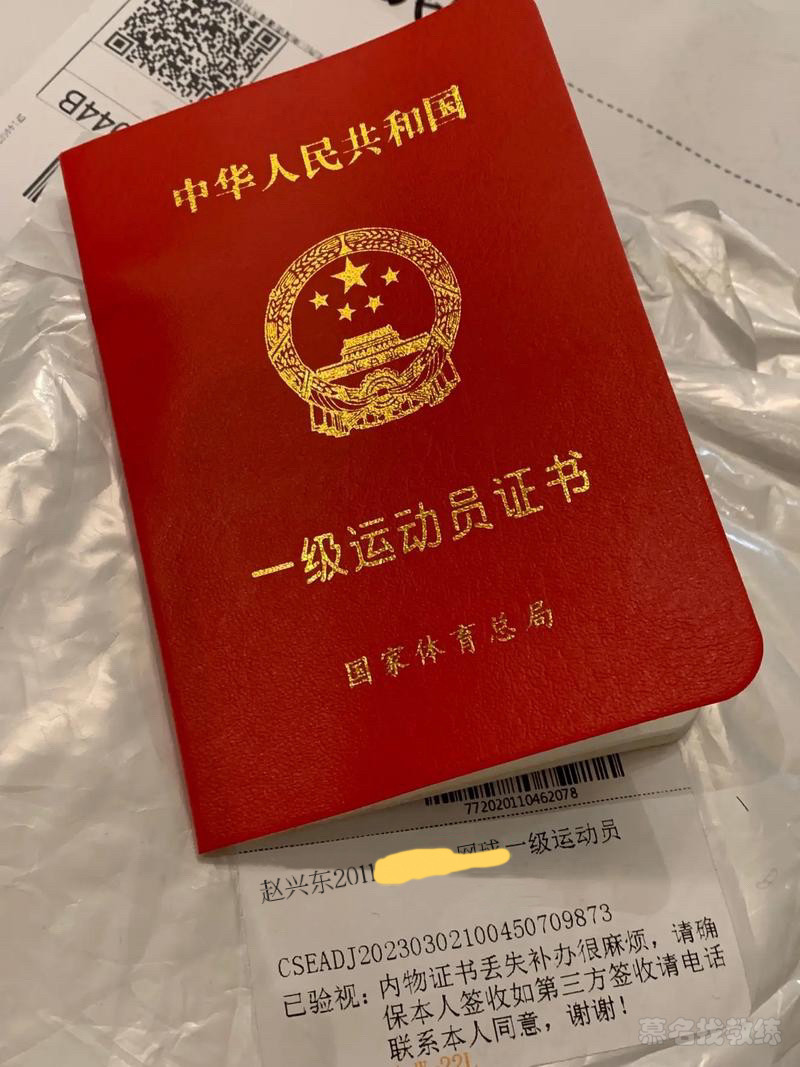 044B
中华人民共和国
一级运动员证书
国家体育总局
772020110462078
赵兴东2011 网球一级运动员
CSEADJ20230302100450709873
已验视：内物证书丢失补办很麻烦，请确
保本人签收如第三方签收请电话
联系本人同意，谢谢！
慕名找教练